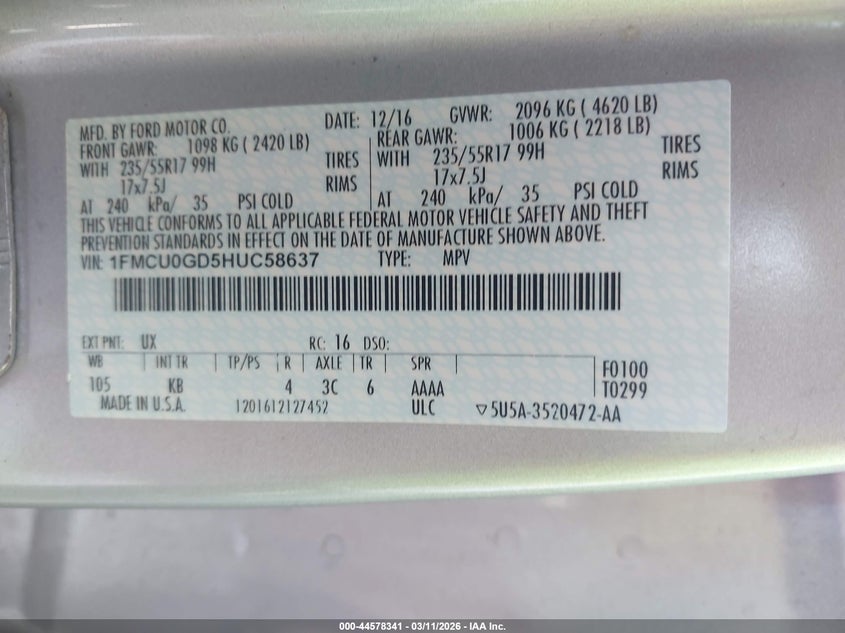 MFD. BY FORD MOTOR CO. DATE: 12/16 GVWR: 2096 KG ( 4620 LB)
FRONT GAWR: 1098 KG ( 2420 LB) REAR GAWR: 1006 KG ( 2218 LB)
WITH 235/55R17 99H TIRES WITH 235/55R17 99H TIRES
17x7.5J RIMS 17x7.5J RIMS
AT 240 kPa/ 35 PSI COLD AT 240 kPa/ 35 PSI COLD
THIS VEHICLE CONFORMS TO ALL APPLICABLE FEDERAL MOTOR VEHICLE SAFETY AND THEFT
PREVENTION STANDARDS IN EFFECT ON THE DATE OF MANUFACTURE SHOWN ABOVE.
VIN: 1FMCU0GD5HUC58637 TYPE: MPV
EXT PNT: UX RC: 16 DSO:
WB INT TR TP/PS R AXLE TR SPR F0100
105 KB 4 3C 6 AAAA T0299
MADE IN U.S.A. 1201612127452 ULC ▽5U5A-3520472-AA
000-44578341 | 03/11/2026 - IAA Inc.